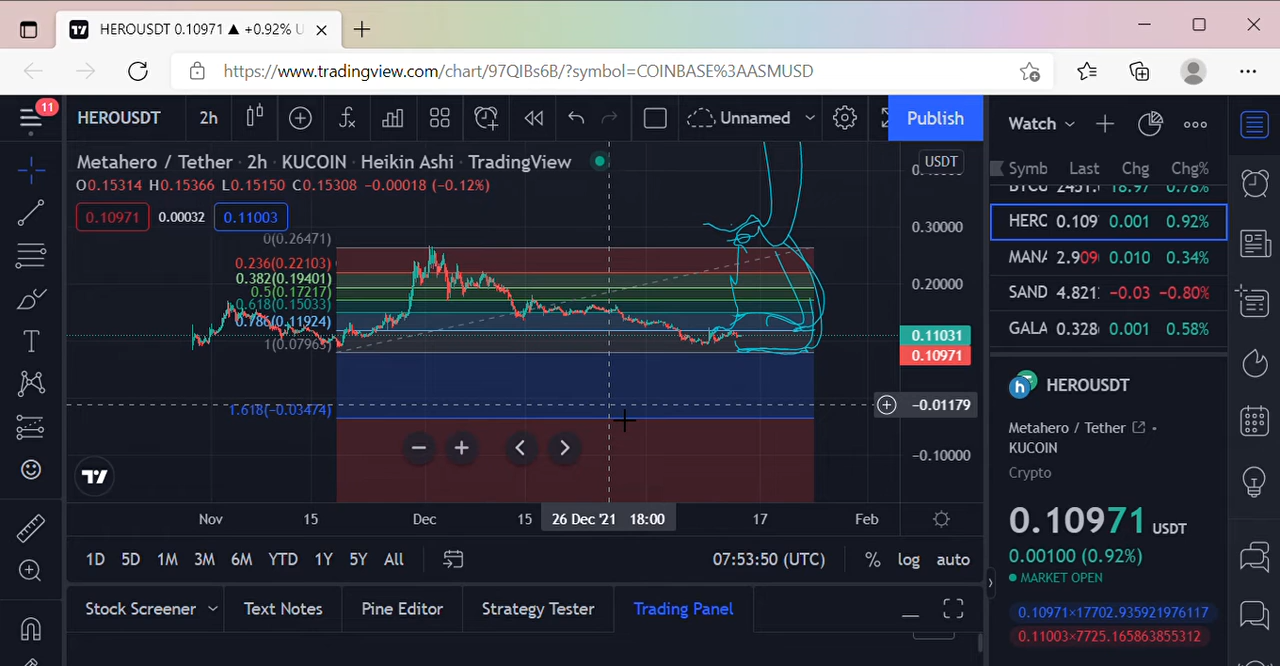 HEROUSDT 0.10971 ▲ +0.92% U
https://www.tradingview.com/chart/97QIBs6B/?symbol=COINBASE%3AASMUSD
11
HEROUSDT 2h Unnamed Publish
Metahero / Tether · 2h · KUCOIN · Heikin Ashi · TradingView
O0.15314 H0.15366 L0.15150 C0.15308 -0.00018 (-0.12%)
0.10971 0.00032 0.11003
USDT
0.30000
0.20000
0.11031
0.10971
−0.01179
−0.10000
0(0.26471)
0.236(0.22103)
0.382(0.19401)
0.5(0.17217)
0.618(0.15033)
0.786(0.11924)
1(0.07963)
1.618(−0.03474)
Nov 15 Dec 15 26 Dec '21 18:00 17 Feb
1D 5D 1M 3M 6M YTD 1Y 5Y All 07:53:50 (UTC) % log auto
Stock Screener Text Notes Pine Editor Strategy Tester Trading Panel
Watch
Symb Last Chg Chg%
BTCU 2451. 18.97 0.78%
HERC 0.109 0.001 0.92%
MANA 2.909 0.010 0.34%
SAND 4.821 -0.03 -0.80%
GALA 0.328 0.001 0.58%
HEROUSDT
Metahero / Tether
KUCOIN
Crypto
0.10971 USDT
0.00100 (0.92%)
MARKET OPEN
0.10971×17702.935921976117
0.11003×7725.165863855312